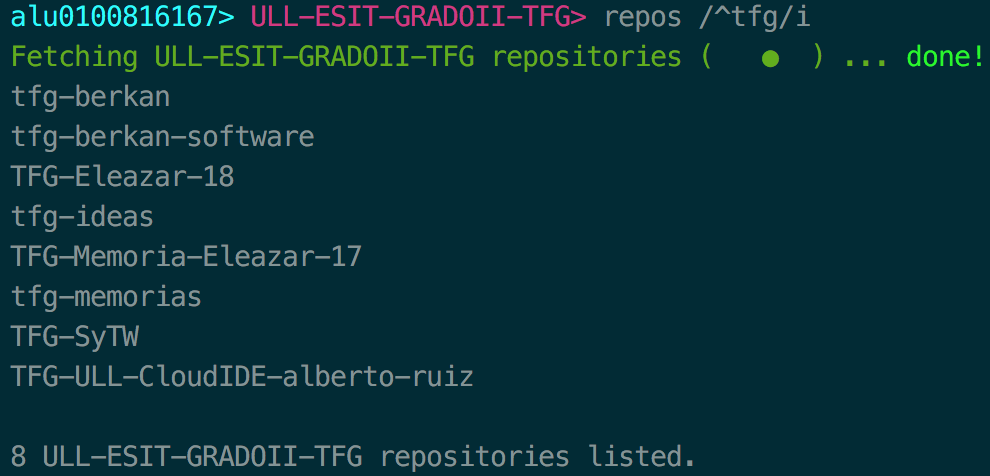 alu0100816167> ULL-ESIT-GRADOII-TFG> repos /^tfg/i
Fetching ULL-ESIT-GRADOII-TFG repositories (   ●  ) ... done!
tfg-berkan
tfg-berkan-software
TFG-Eleazar-18
tfg-ideas
TFG-Memoria-Eleazar-17
tfg-memorias
TFG-SyTW
TFG-ULL-CloudIDE-alberto-ruiz
8 ULL-ESIT-GRADOII-TFG repositories listed.